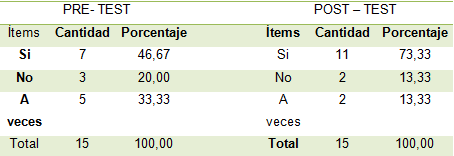 PRE- TEST POST – TEST
Ítems Cantidad Porcentaje Ítems Cantidad Porcentaje
Si 7 46,67 Si 11 73,33
No 3 20,00 No 2 13,33
A 5 33,33 A 2 13,33
veces veces
Total 15 100,00 Total 15 100,00